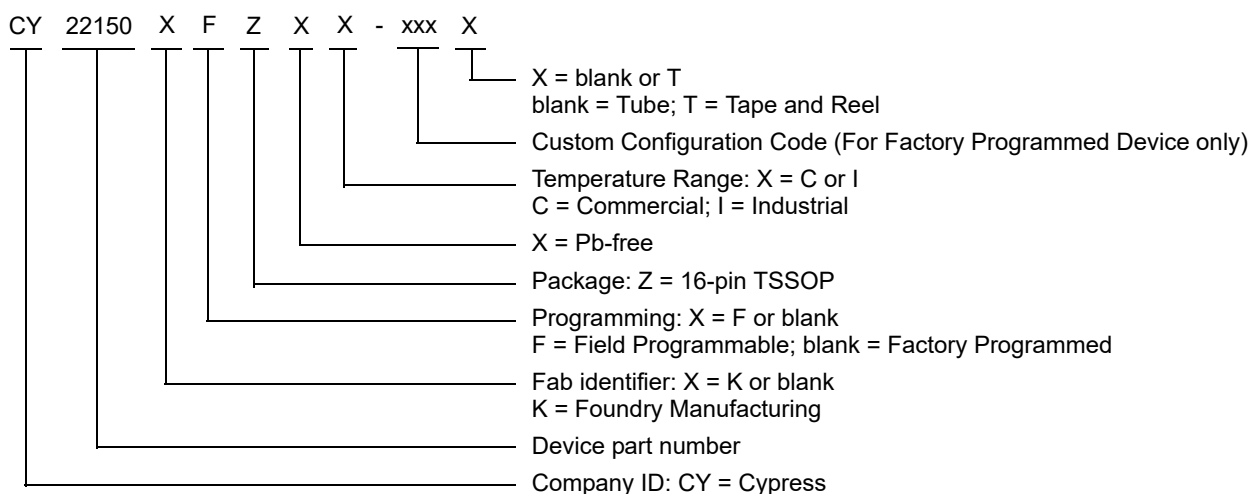 CY 22150 X F Z X X - xxx X
X = blank or T
blank = Tube; T = Tape and Reel
Custom Configuration Code (For Factory Programmed Device only)
Temperature Range: X = C or I
C = Commercial; I = Industrial
X = Pb-free
Package: Z = 16-pin TSSOP
Programming: X = F or blank
F = Field Programmable; blank = Factory Programmed
Fab identifier: X = K or blank
K = Foundry Manufacturing
Device part number
Company ID: CY = Cypress